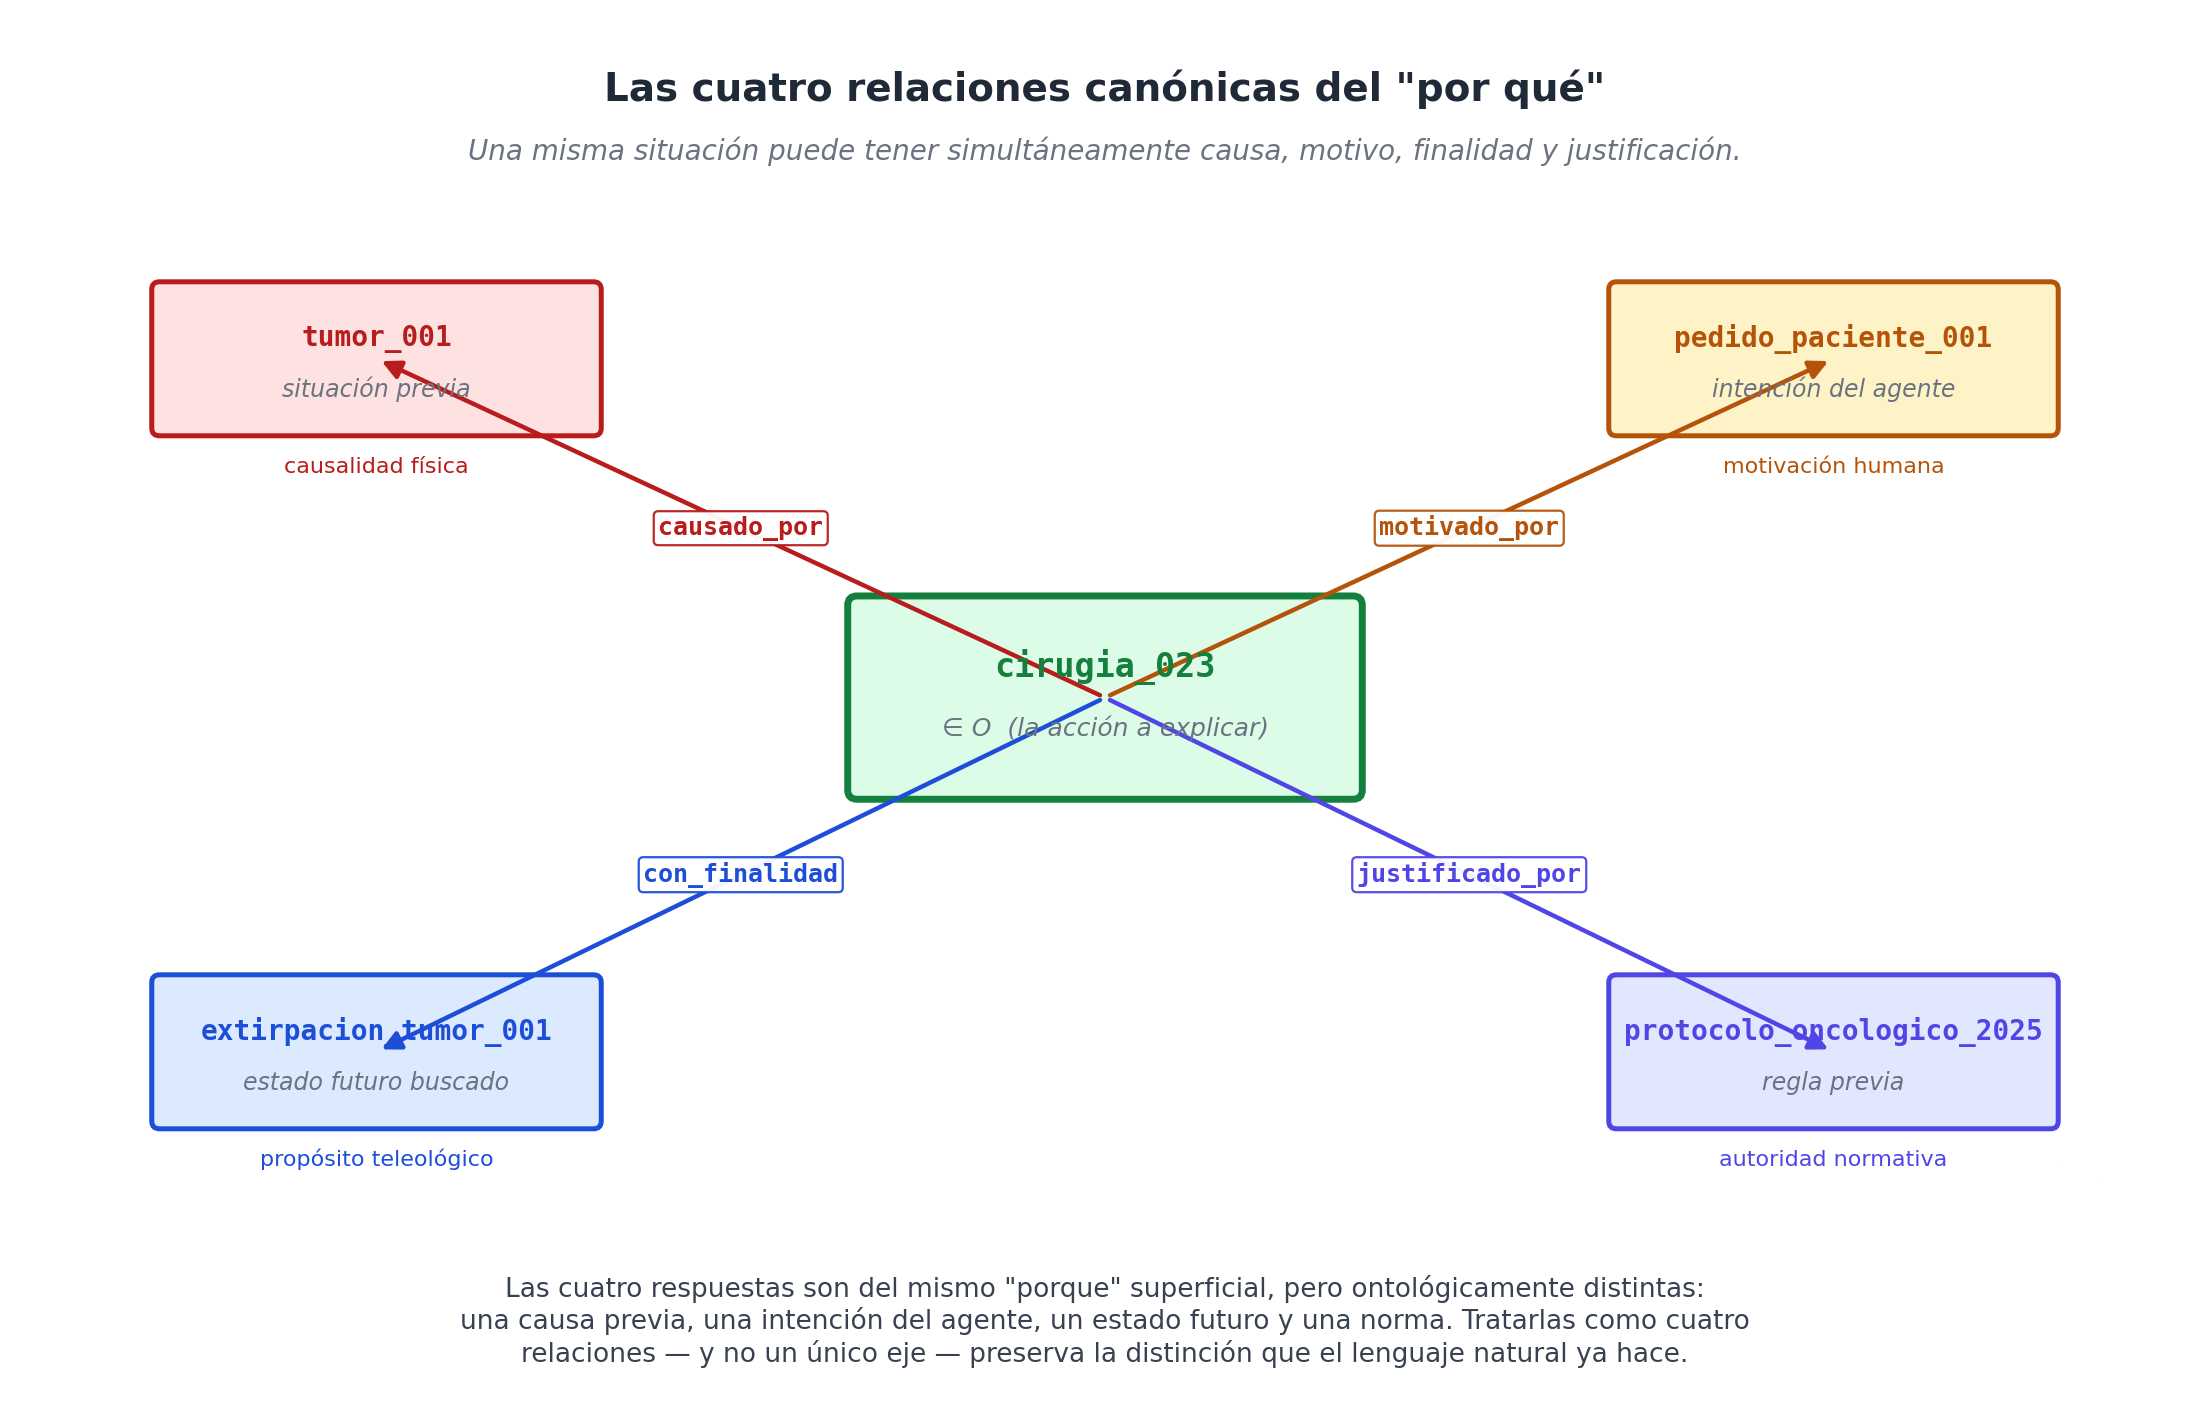 Las cuatro relaciones canónicas del "por qué"
Una misma situación puede tener simultáneamente causa, motivo, finalidad y justificación.
tumor_001
situación previa
causalidad física
pedido_paciente_001
intención del agente
motivación humana
causado_por
motivado_por
cirugia_023
∈ O (la acción a explicar)
con_finalidad
justificado_por
extirpacion_tumor_001
estado futuro buscado
propósito teleológico
protocolo_oncologico_2025
regla previa
autoridad normativa
Las cuatro respuestas son del mismo "porque" superficial, pero ontológicamente distintas:
una causa previa, una intención del agente, un estado futuro y una norma. Tratarlas como cuatro
relaciones — y no un único eje — preserva la distinción que el lenguaje natural ya hace.